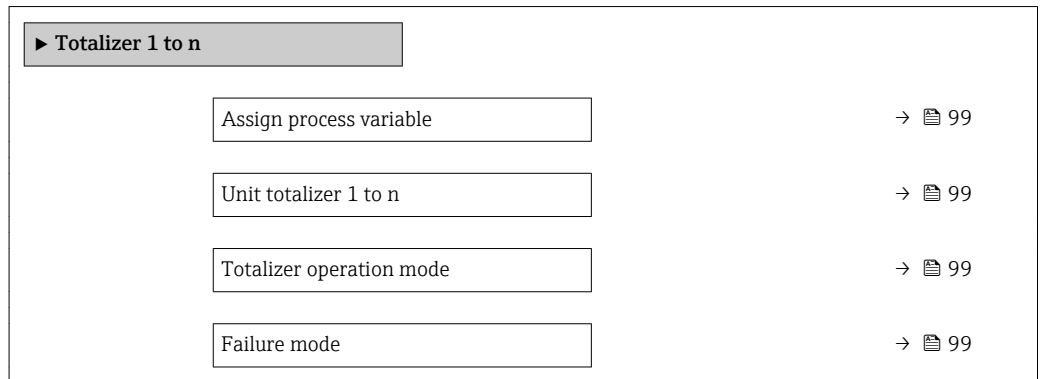 ► Totalizer 1 to n
Assign process variable → 99
Unit totalizer 1 to n → 99
Totalizer operation mode → 99
Failure mode → 99